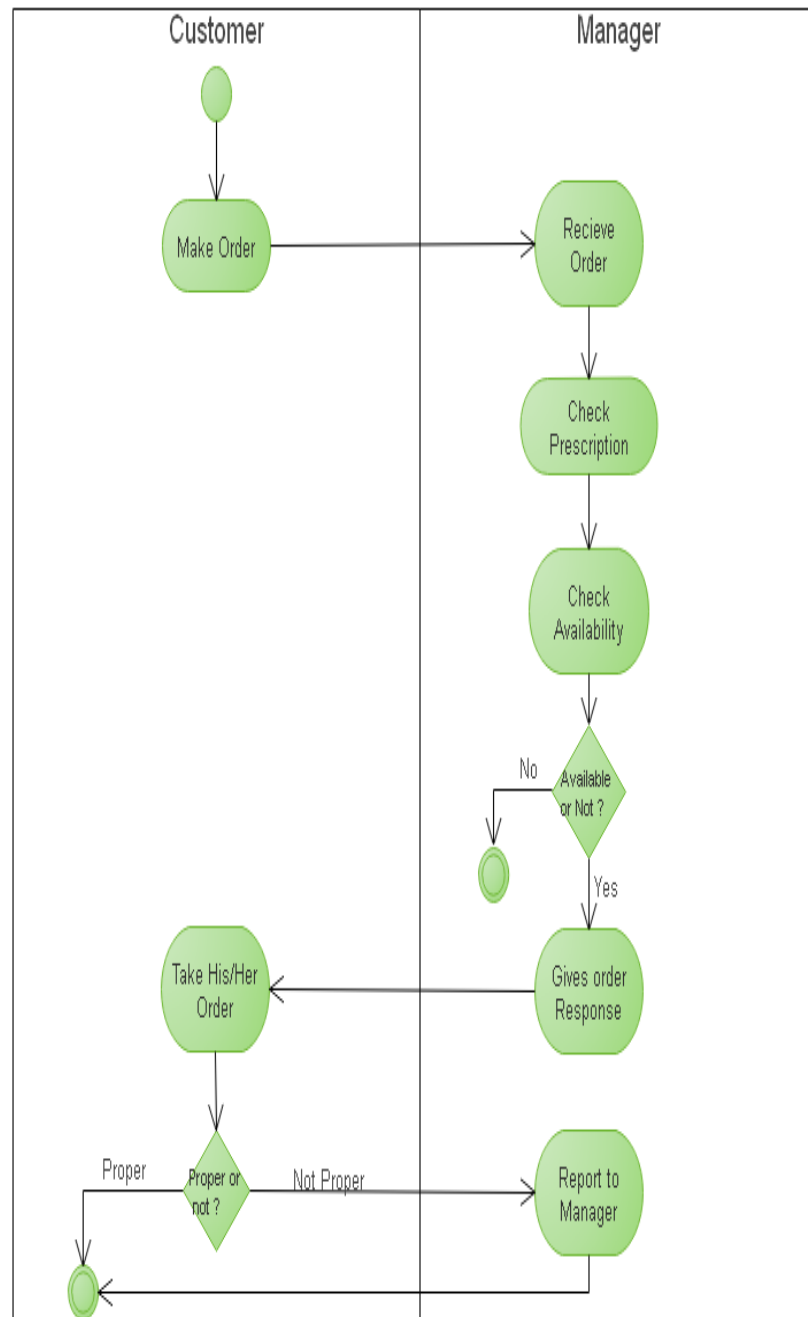 Customer
Manager
Make Order
Recieve
Order
Check
Prescription
Check
Availability
No
Available
or Not ?
Yes
Take His/Her
Order
Gives order
Response
Proper
Proper or
not ?
Not Proper
Report to
Manager